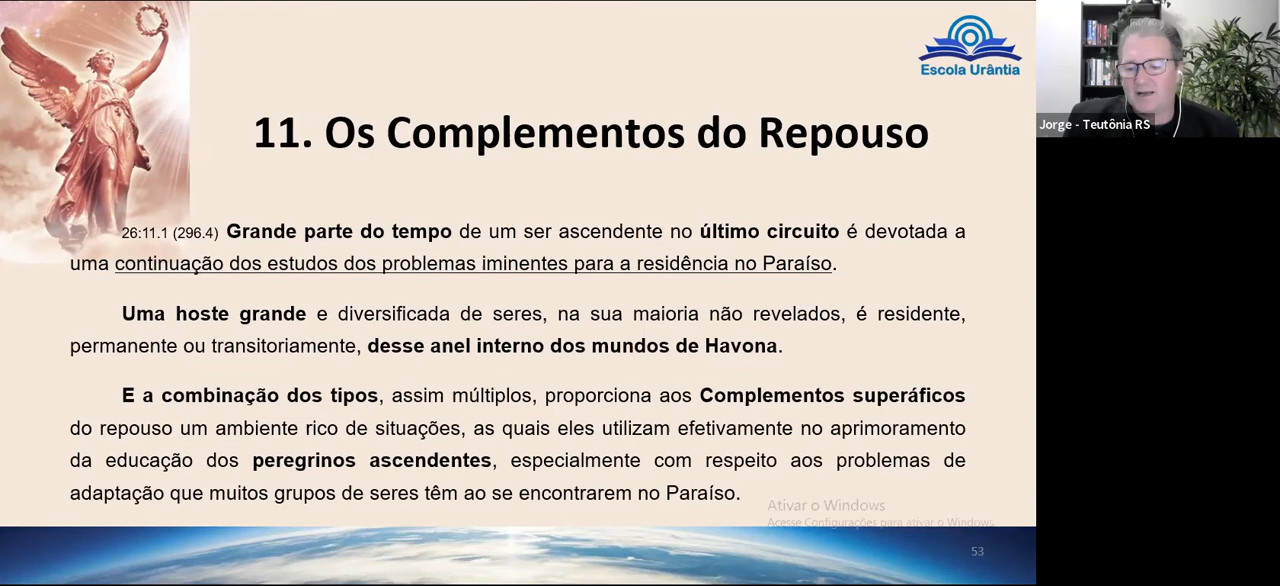 Escola Urântia
Jorge - Teutônia RS
11. Os Complementos do Repouso
26:11.1 (296.4) Grande parte do tempo de um ser ascendente no último circuito é devotada a
uma continuação dos estudos dos problemas iminentes para a residência no Paraíso.
Uma hoste grande e diversificada de seres, na sua maioria não revelados, é residente,
permanente ou transitoriamente, desse anel interno dos mundos de Havona.
E a combinação dos tipos, assim múltiplos, proporciona aos Complementos superáficos
do repouso um ambiente rico de situações, as quais eles utilizam efetivamente no aprimoramento
da educação dos peregrinos ascendentes, especialmente com respeito aos problemas de
adaptação que muitos grupos de seres têm ao se encontrarem no Paraíso.
Ativar o Windows
Acesse Configurações para ativar o Windows.
53